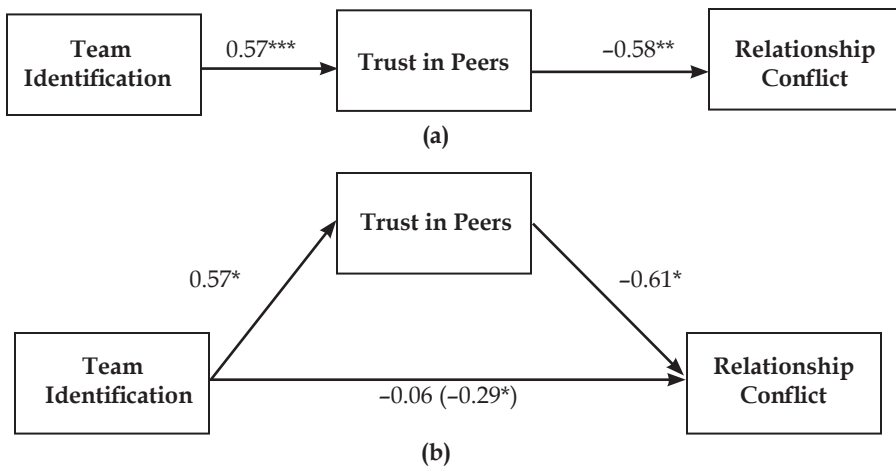 Team
Identification
0.57***
Trust in Peers
–0.58**
Relationship
Conflict
(a)
Trust in Peers
0.57*
–0.61*
Team
Identification
–0.06 (–0.29*)
Relationship
Conflict
(b)